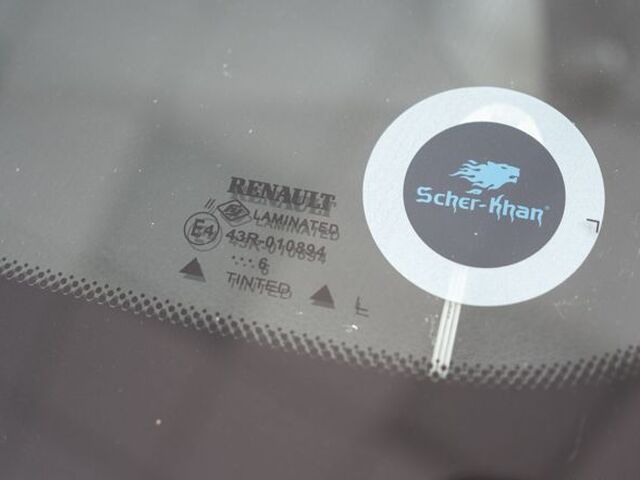 RENAULT
LAMINATED
E4
43R-010894
... 6
TINTED
Scher-Khan®